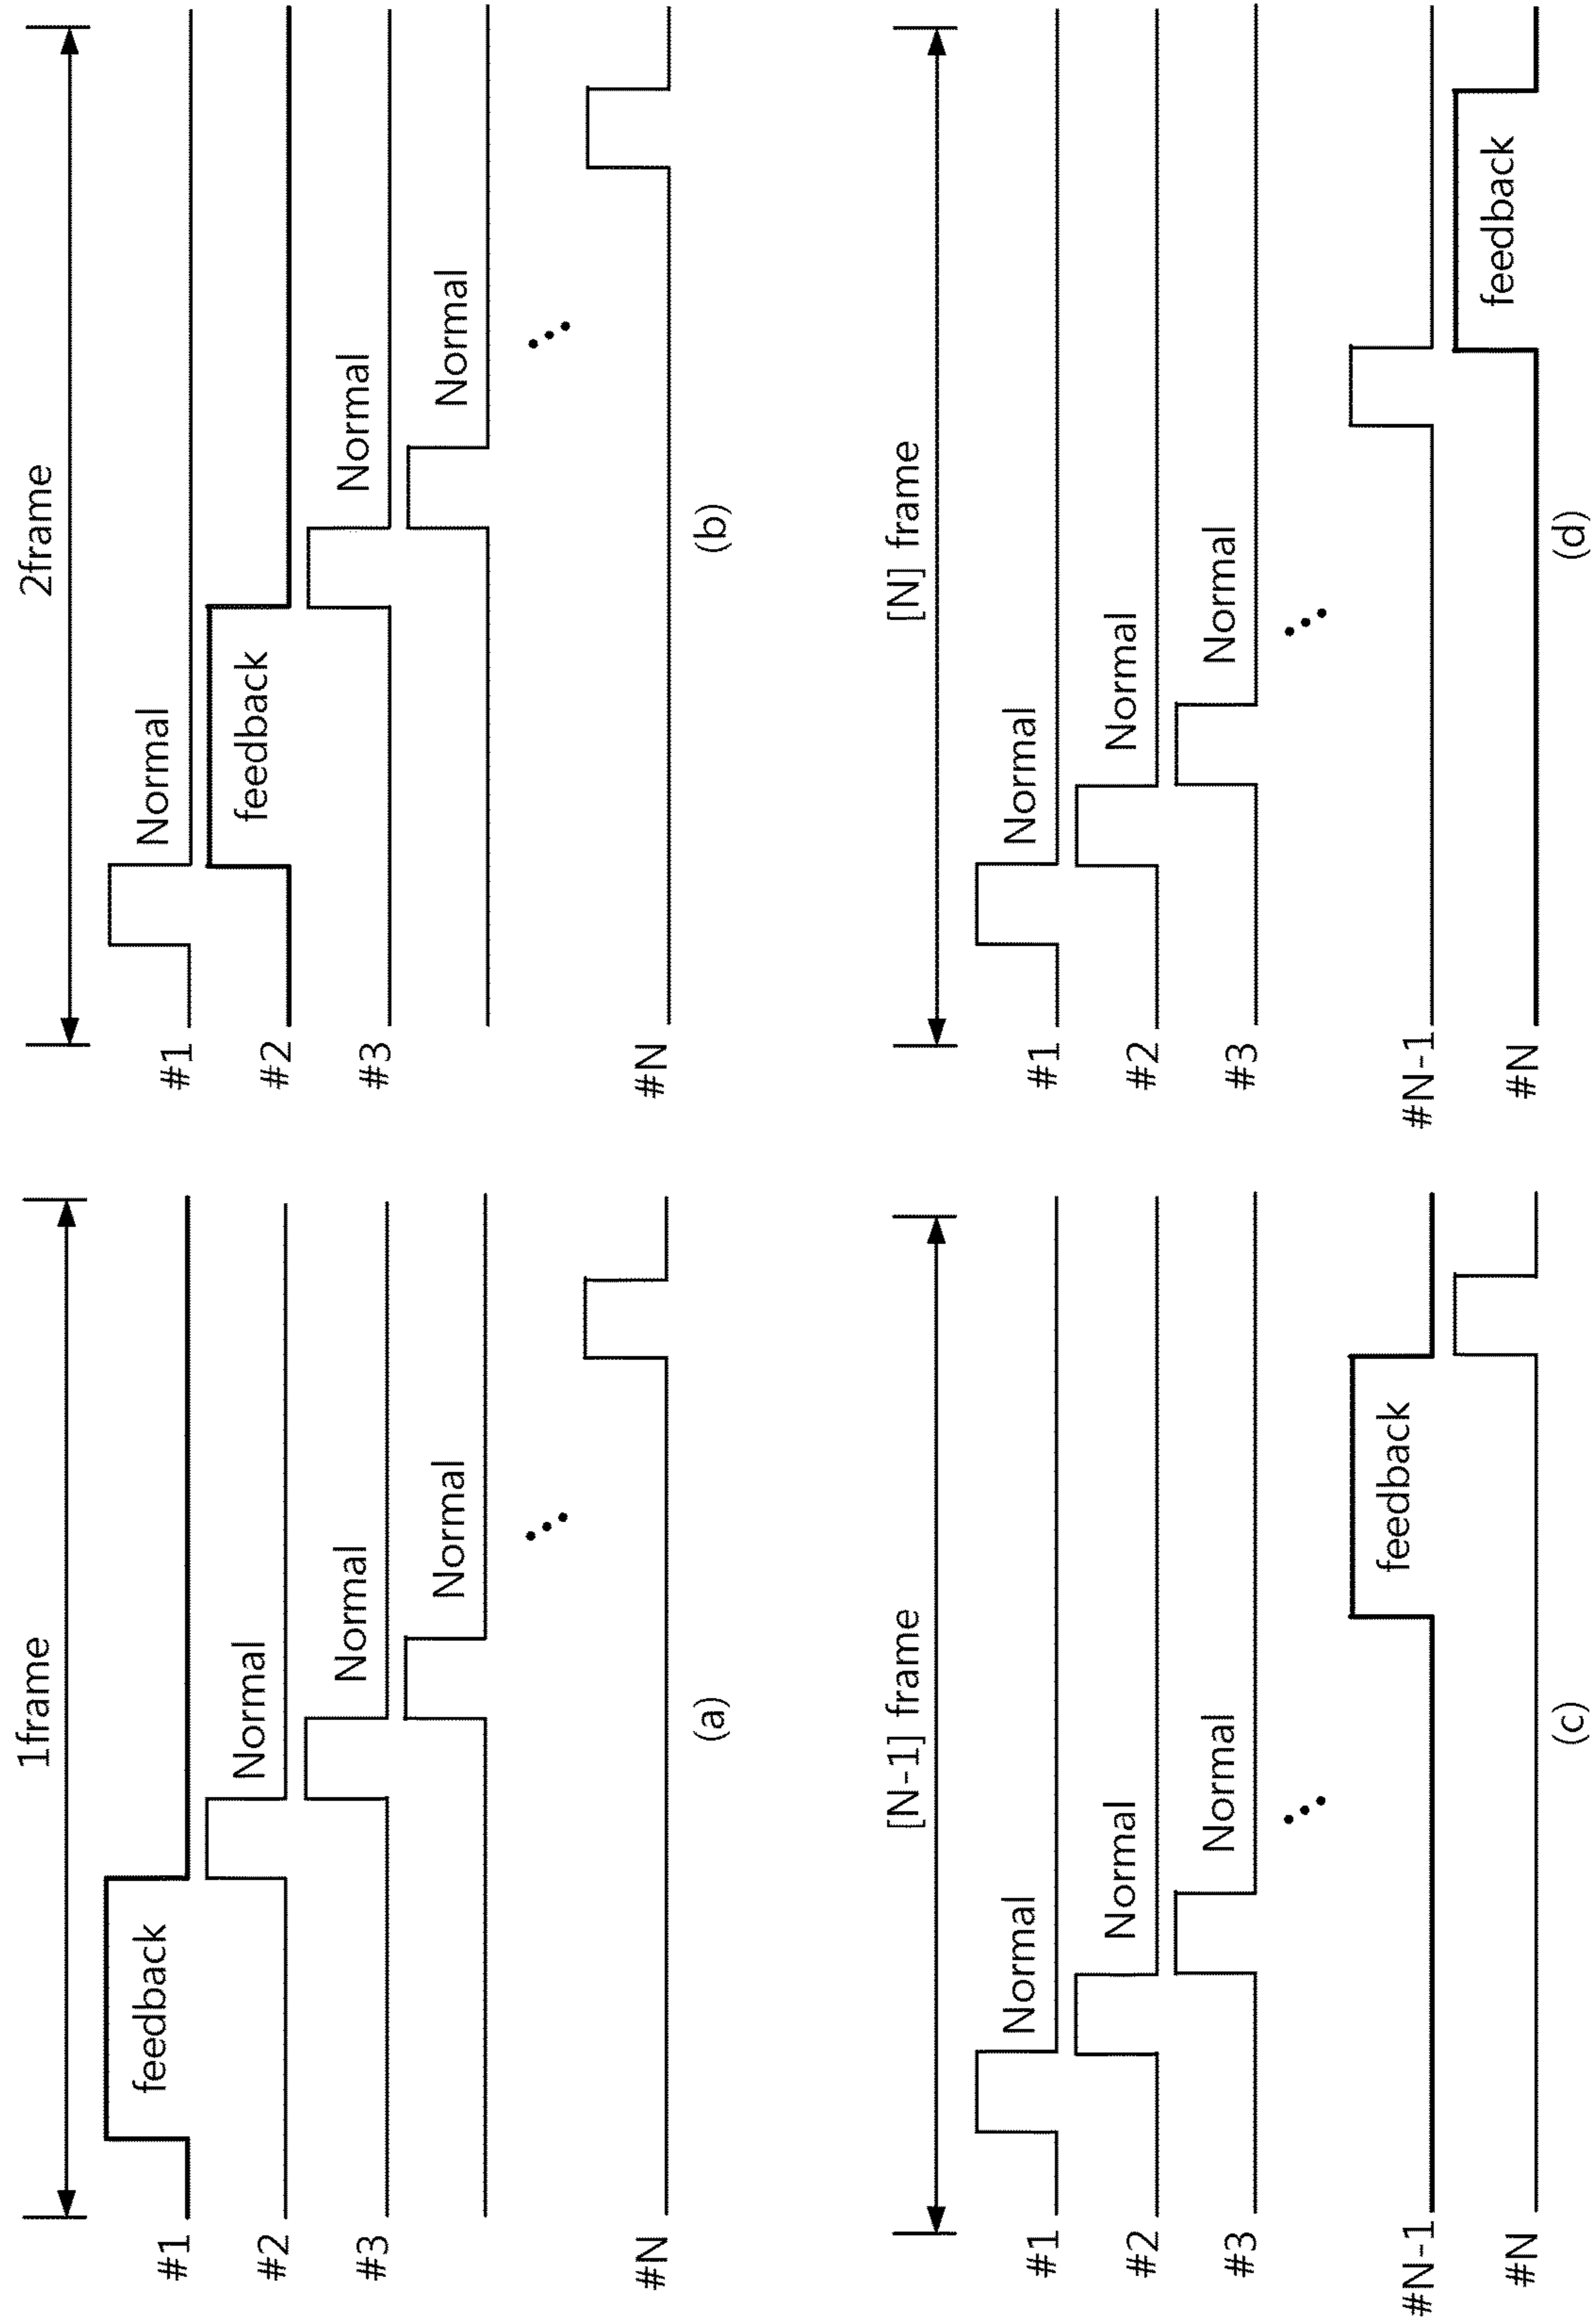 1frame
#1
feedback
#2
Normal
#3
Normal
Normal
#N
(a)
2frame
#1
Normal
#2
feedback
#3
Normal
Normal
#N
(b)
[N-1] frame
#1
Normal
#2
Normal
#3
Normal
#N-1
feedback
#N
(c)
[N] frame
#1
Normal
#2
Normal
#3
Normal
#N-1
#N
feedback
(d)